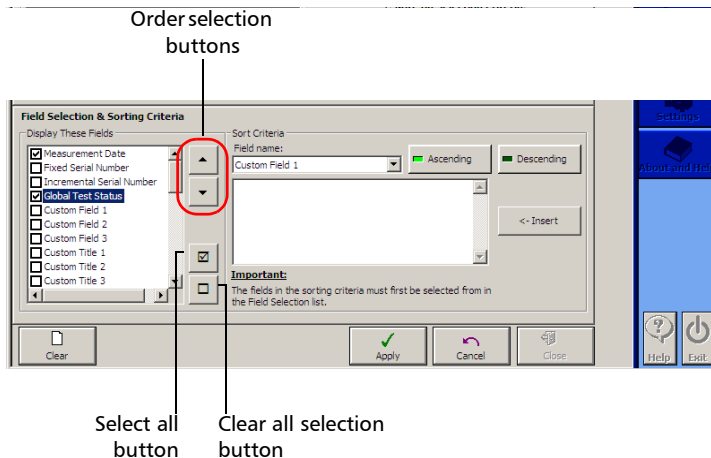 Order selection
buttons
Field Selection & Sorting Criteria
Display These Fields
Measurement Date
Fixed Serial Number
Incremental Serial Number
Global Test Status
Custom Field 1
Custom Field 2
Custom Field 3
Custom Title 1
Custom Title 2
Custom Title 3
Sort Criteria
Field name:
Custom Field 1
Ascending
Descending
<- Insert
Important:
The fields in the sorting criteria must first be selected from in
the Field Selection list.
Clear
Apply
Cancel
Close
Settings
About and Hel
Help
Exit
Select all
button
Clear all selection
button